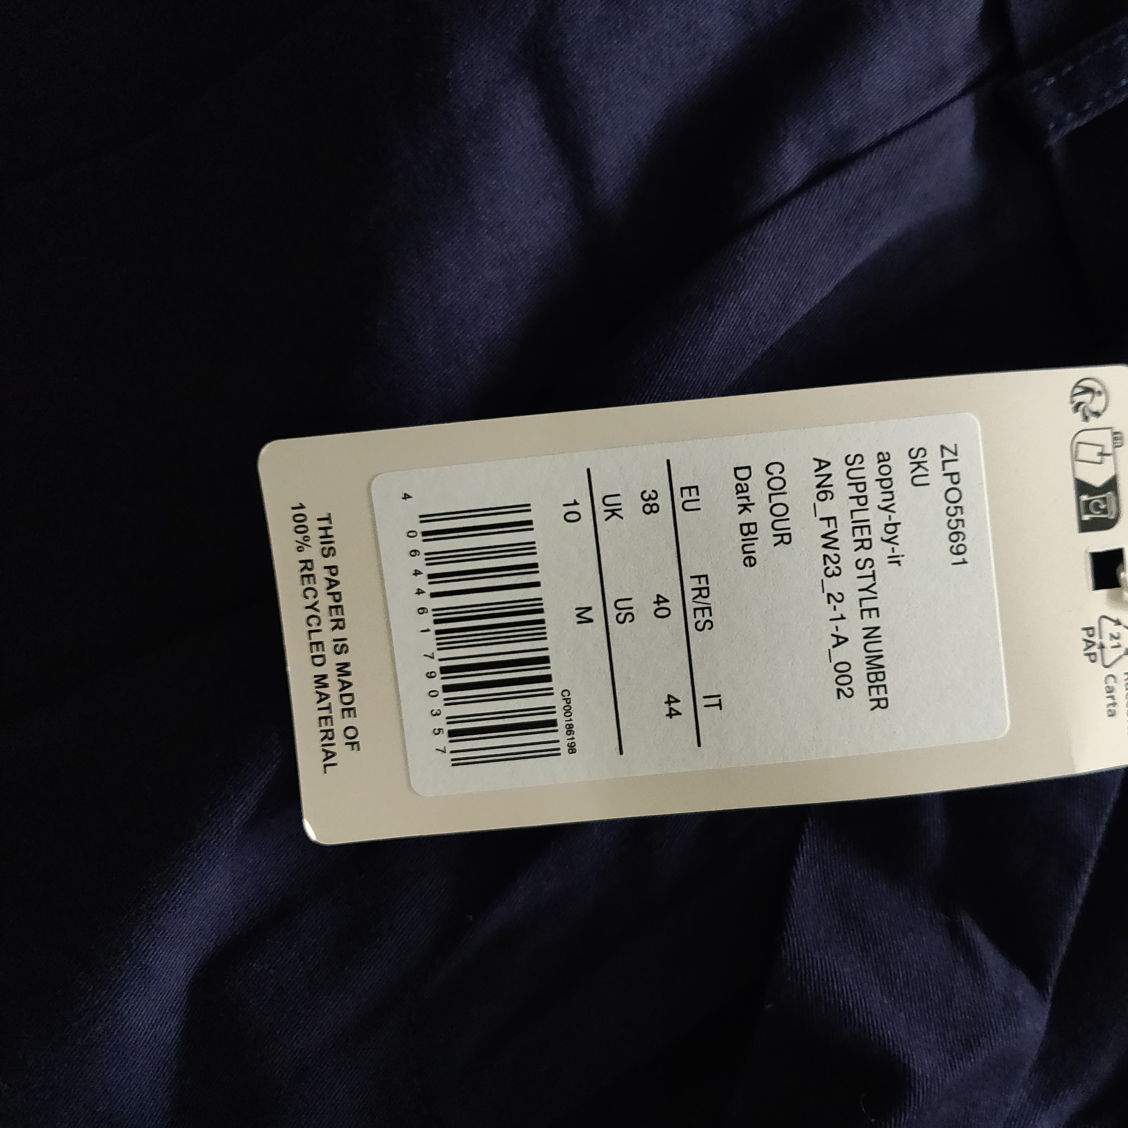 21
PAP
Carta
ZLPO55691
SKU
aopny-by-ir
SUPPLIER STYLE NUMBER
AN6_FW23_2-1-A_002
COLOUR
Dark Blue
EU FR/ES IT
38 40 44
UK US
10 M
CP00186198
4 064461 790357
THIS PAPER IS MADE OF
100% RECYCLED MATERIAL